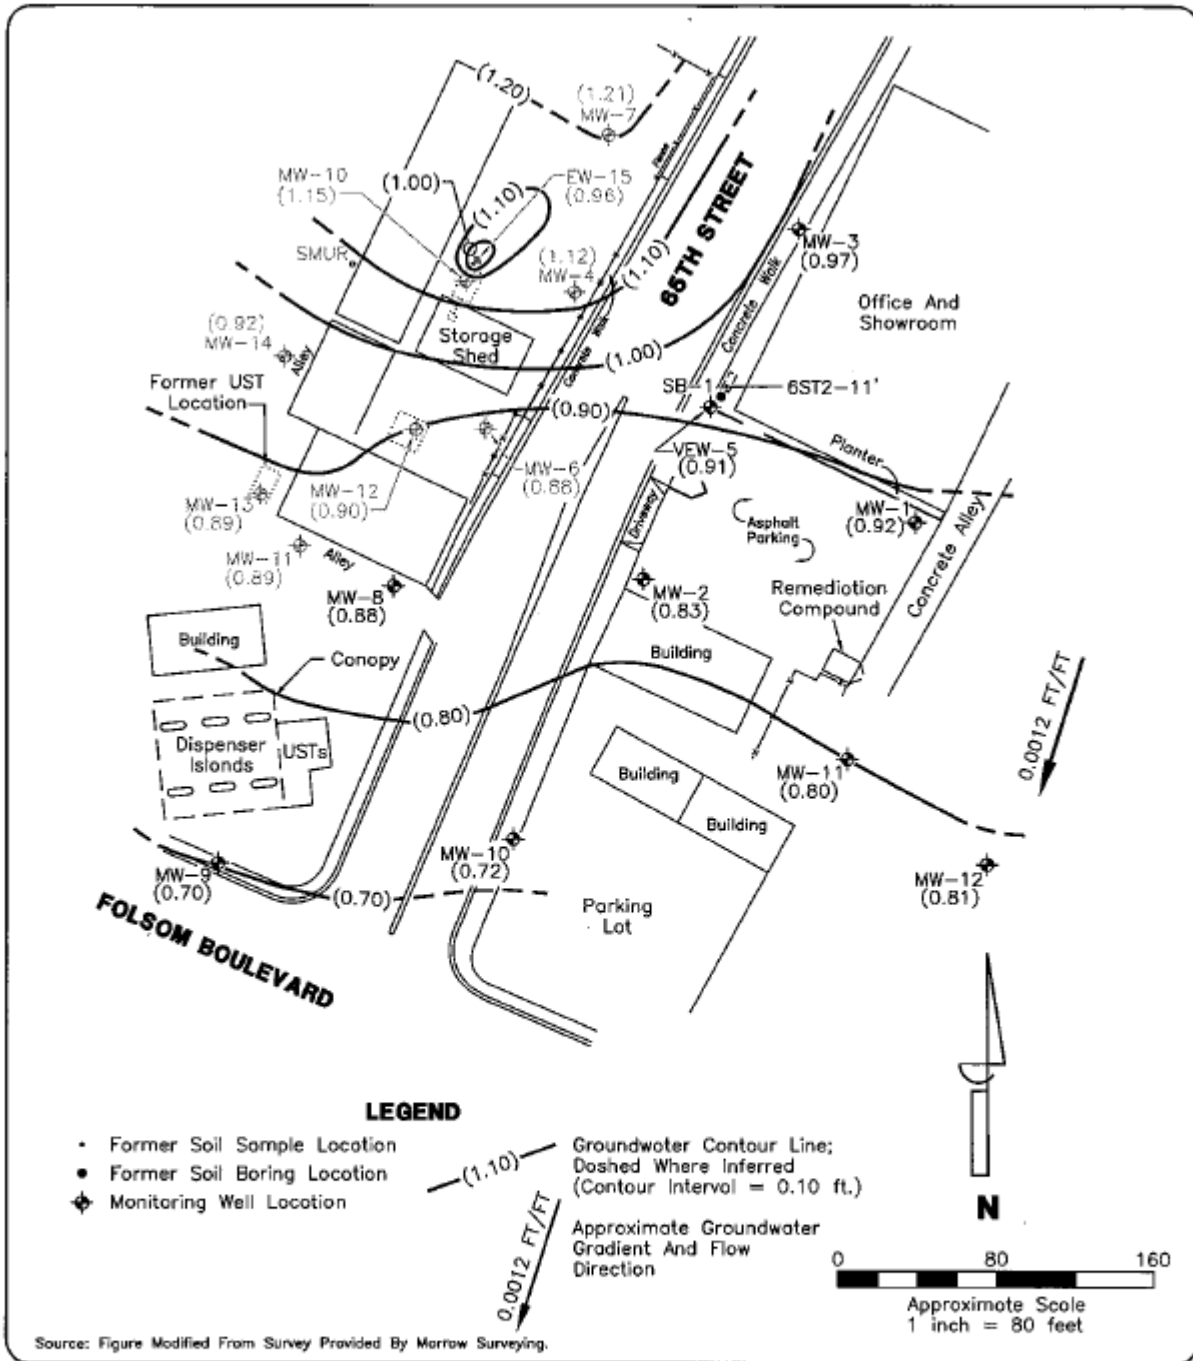 (1.20)
(1.21)
MW-7
MW-10
(1.15)
(1.00)
(1.10)
EW-15
(0.96)
Fence
65TH STREET
MW-3
(0.97)
SMUR
(1.12)
MW-4
(1.10)
Concrete Walk
Office And
Showroom
(0.92)
MW-14
Alley
Storage
Shed
Concrete Walk
(1.00)
Former UST
Location
SB-1
6ST2-11'
(0.90)
VEW-5
(0.91)
Planter
MW-6
(0.88)
MW-12
(0.90)
MW-13
(0.89)
MW-1
(0.92)
Driveway
Asphalt
Parking
Concrete Alley
MW-11
(0.89)
Alley
MW-8
(0.88)
MW-2
(0.83)
Remediation
Compound
Building
Canopy
Building
0.0012 FT/FT
(0.80)
Dispenser
Islands
USTs
Building
Building
MW-11
(0.80)
MW-9
(0.70)
(0.70)
MW-10
(0.72)
MW-12
(0.81)
Parking
Lot
FOLSOM BOULEVARD
LEGEND
Former Soil Sample Location
Former Soil Boring Location
Monitoring Well Location
(1.10)
Groundwater Contour Line;
Dashed Where Inferred
(Contour Interval = 0.10 ft.)
0.0012 FT/FT
Approximate Groundwater
Gradient And Flow
Direction
N
0 80 160
Approximate Scale
1 inch = 80 feet
Source: Figure Modified From Survey Provided By Morrow Surveying.